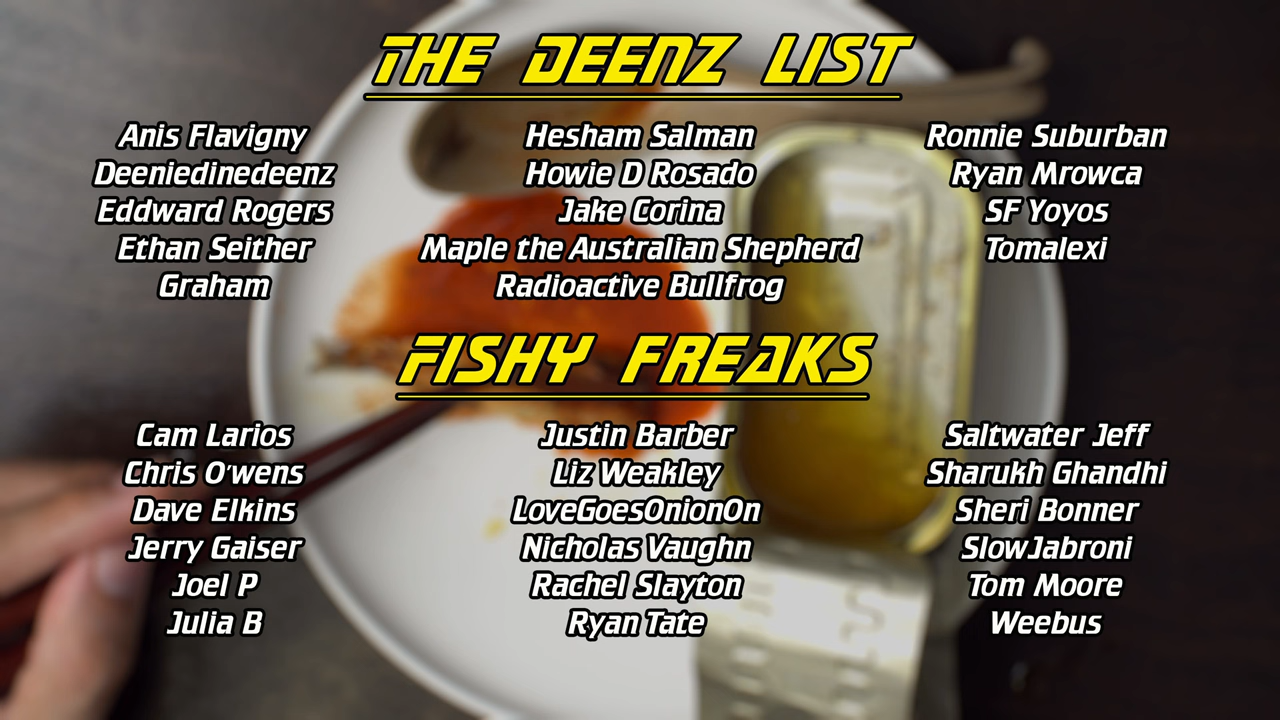 THE DEENZ LIST
Anis Flavigny
Deeniedinedeenz
Eddward Rogers
Ethan Seither
Graham
Hesham Salman
Howie D Rosado
Jake Corina
Maple the Australian Shepherd
Radioactive Bullfrog
Ronnie Suburban
Ryan Mrowca
SF Yoyos
Tomalexi
FISHY FREAKS
Cam Larios
Chris O'wens
Dave Elkins
Jerry Gaiser
Joel P
Julia B
Justin Barber
Liz Weakley
LoveGoesOnionOn
Nicholas Vaughn
Rachel Slayton
Ryan Tate
Saltwater Jeff
Sharukh Ghandhi
Sheri Bonner
SlowJabroni
Tom Moore
Weebus